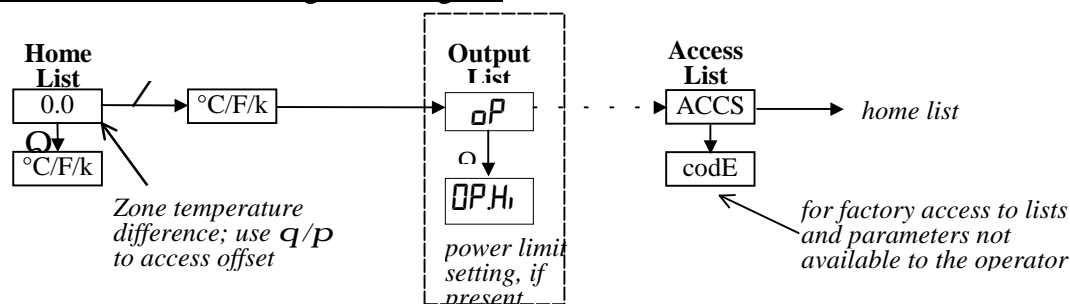 Home
List
0.0
°C/F/k
Q
°C/F/k
Zone temperature
difference; use q/p
to access offset
Output
List
oP
Q
OP.Hi
power limit
setting, if
present
Access
List
ACCS
home list
codE
for factory access to lists
and parameters not
available to the operator